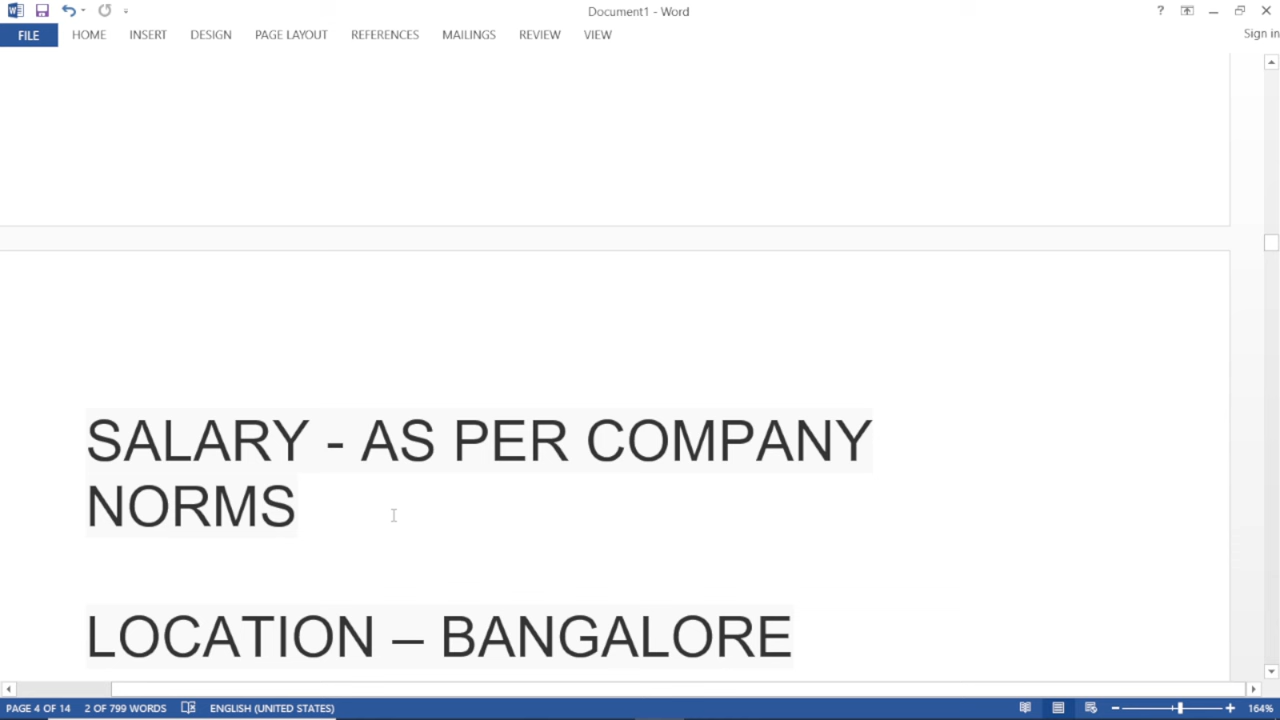 Document1 - Word
?
FILE HOME INSERT DESIGN PAGE LAYOUT REFERENCES MAILINGS REVIEW VIEW
Sign in
SALARY - AS PER COMPANY
NORMS
LOCATION – BANGALORE
PAGE 4 OF 14 2 OF 799 WORDS ENGLISH (UNITED STATES) 164%